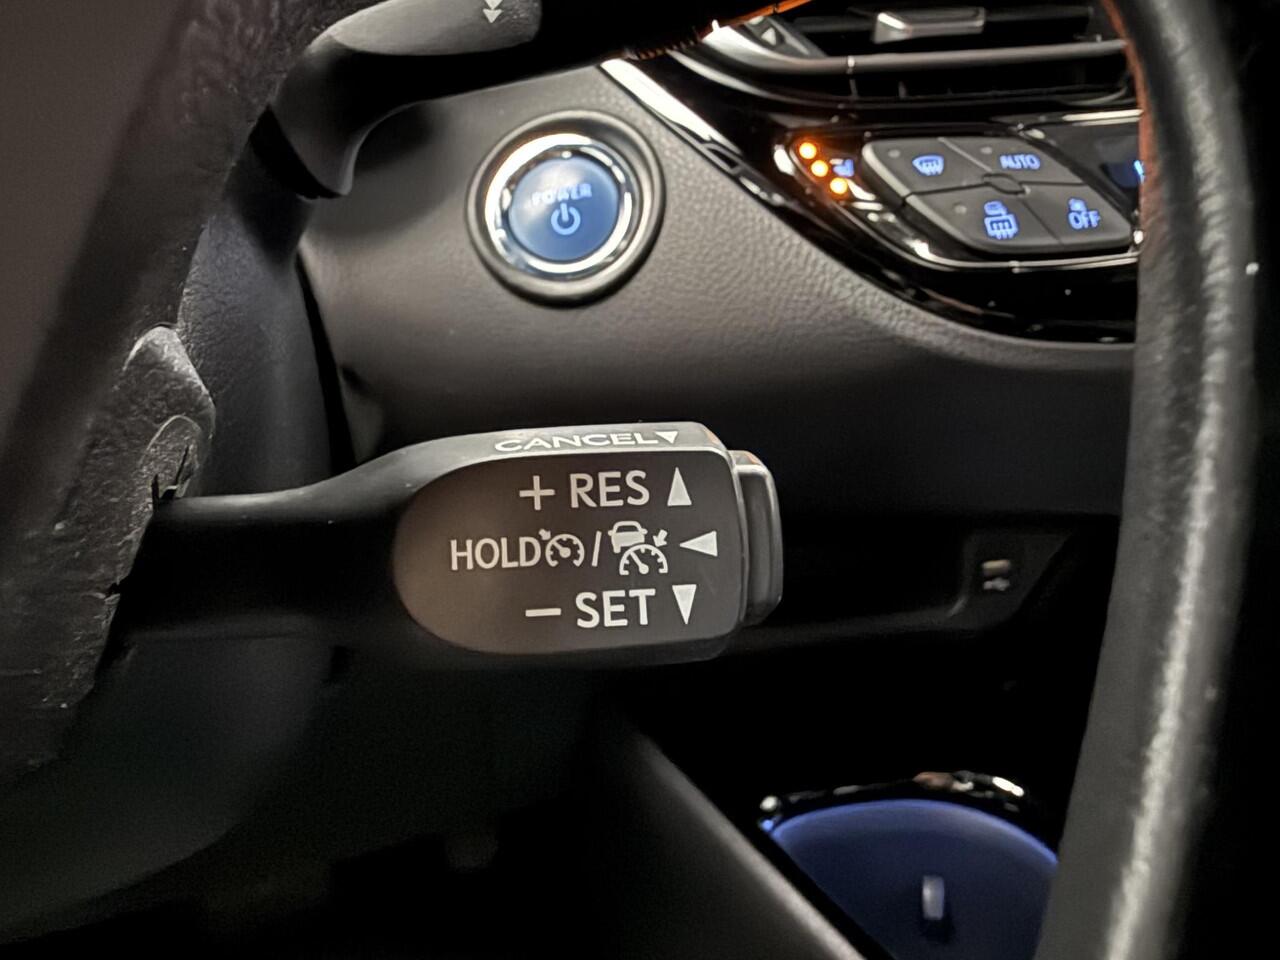 POWER
AUTO
OFF
CANCEL
+ RES
HOLD /
– SET